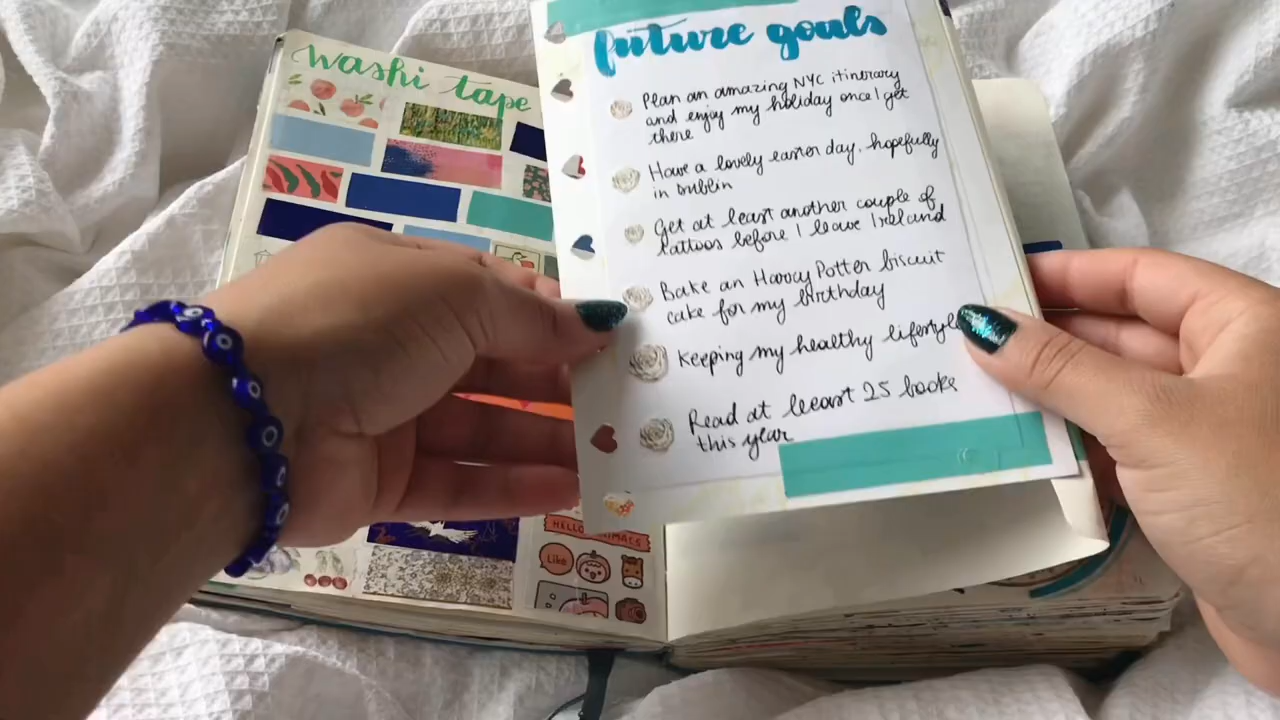 washi tape
future goals
Plan an amazing NYC itinerary
and enjoy my holiday once I get
there
Have a lovely easter day, hopefully
in Dublin
Get at least another couple of
tattoos before I leave Ireland
Bake an Harry Potter biscuit
cake for my birthday
Keeping my healthy lifestyle
Read at leeast 25 books
this year
HELLO ANIMALS
Like